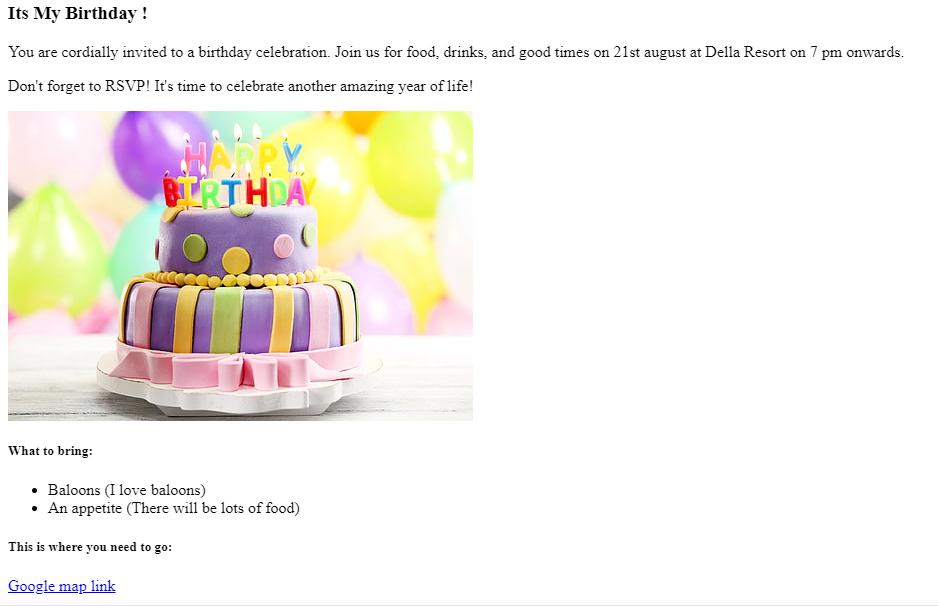 Its My Birthday !
You are cordially invited to a birthday celebration. Join us for food, drinks, and good times on 21st august at Della Resort on 7 pm onwards.
Don't forget to RSVP! It's time to celebrate another amazing year of life!
HAPPY
BIRTHDAY
What to bring:
Baloons (I love baloons)
An appetite (There will be lots of food)
This is where you need to go:
Google map link